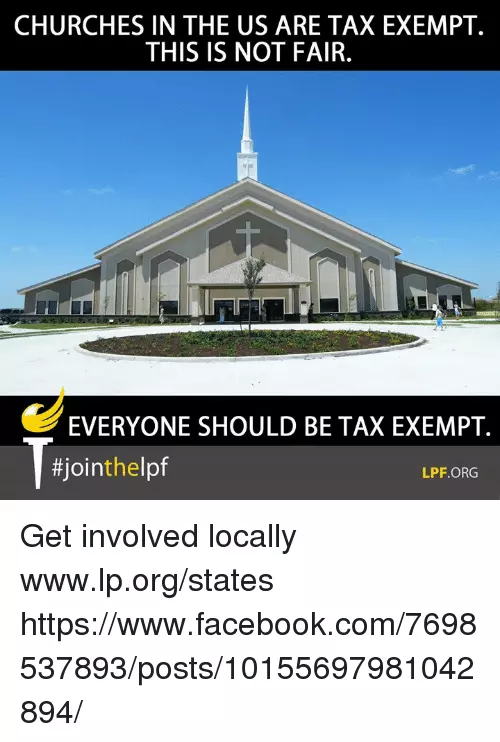 CHURCHES IN THE US ARE TAX EXEMPT.
THIS IS NOT FAIR.
EVERYONE SHOULD BE TAX EXEMPT.
#jointhelpf
LPF.ORG
Get involved locally
www.lp.org/states
https://www.facebook.com/7698
537893/posts/10155697981042
894/